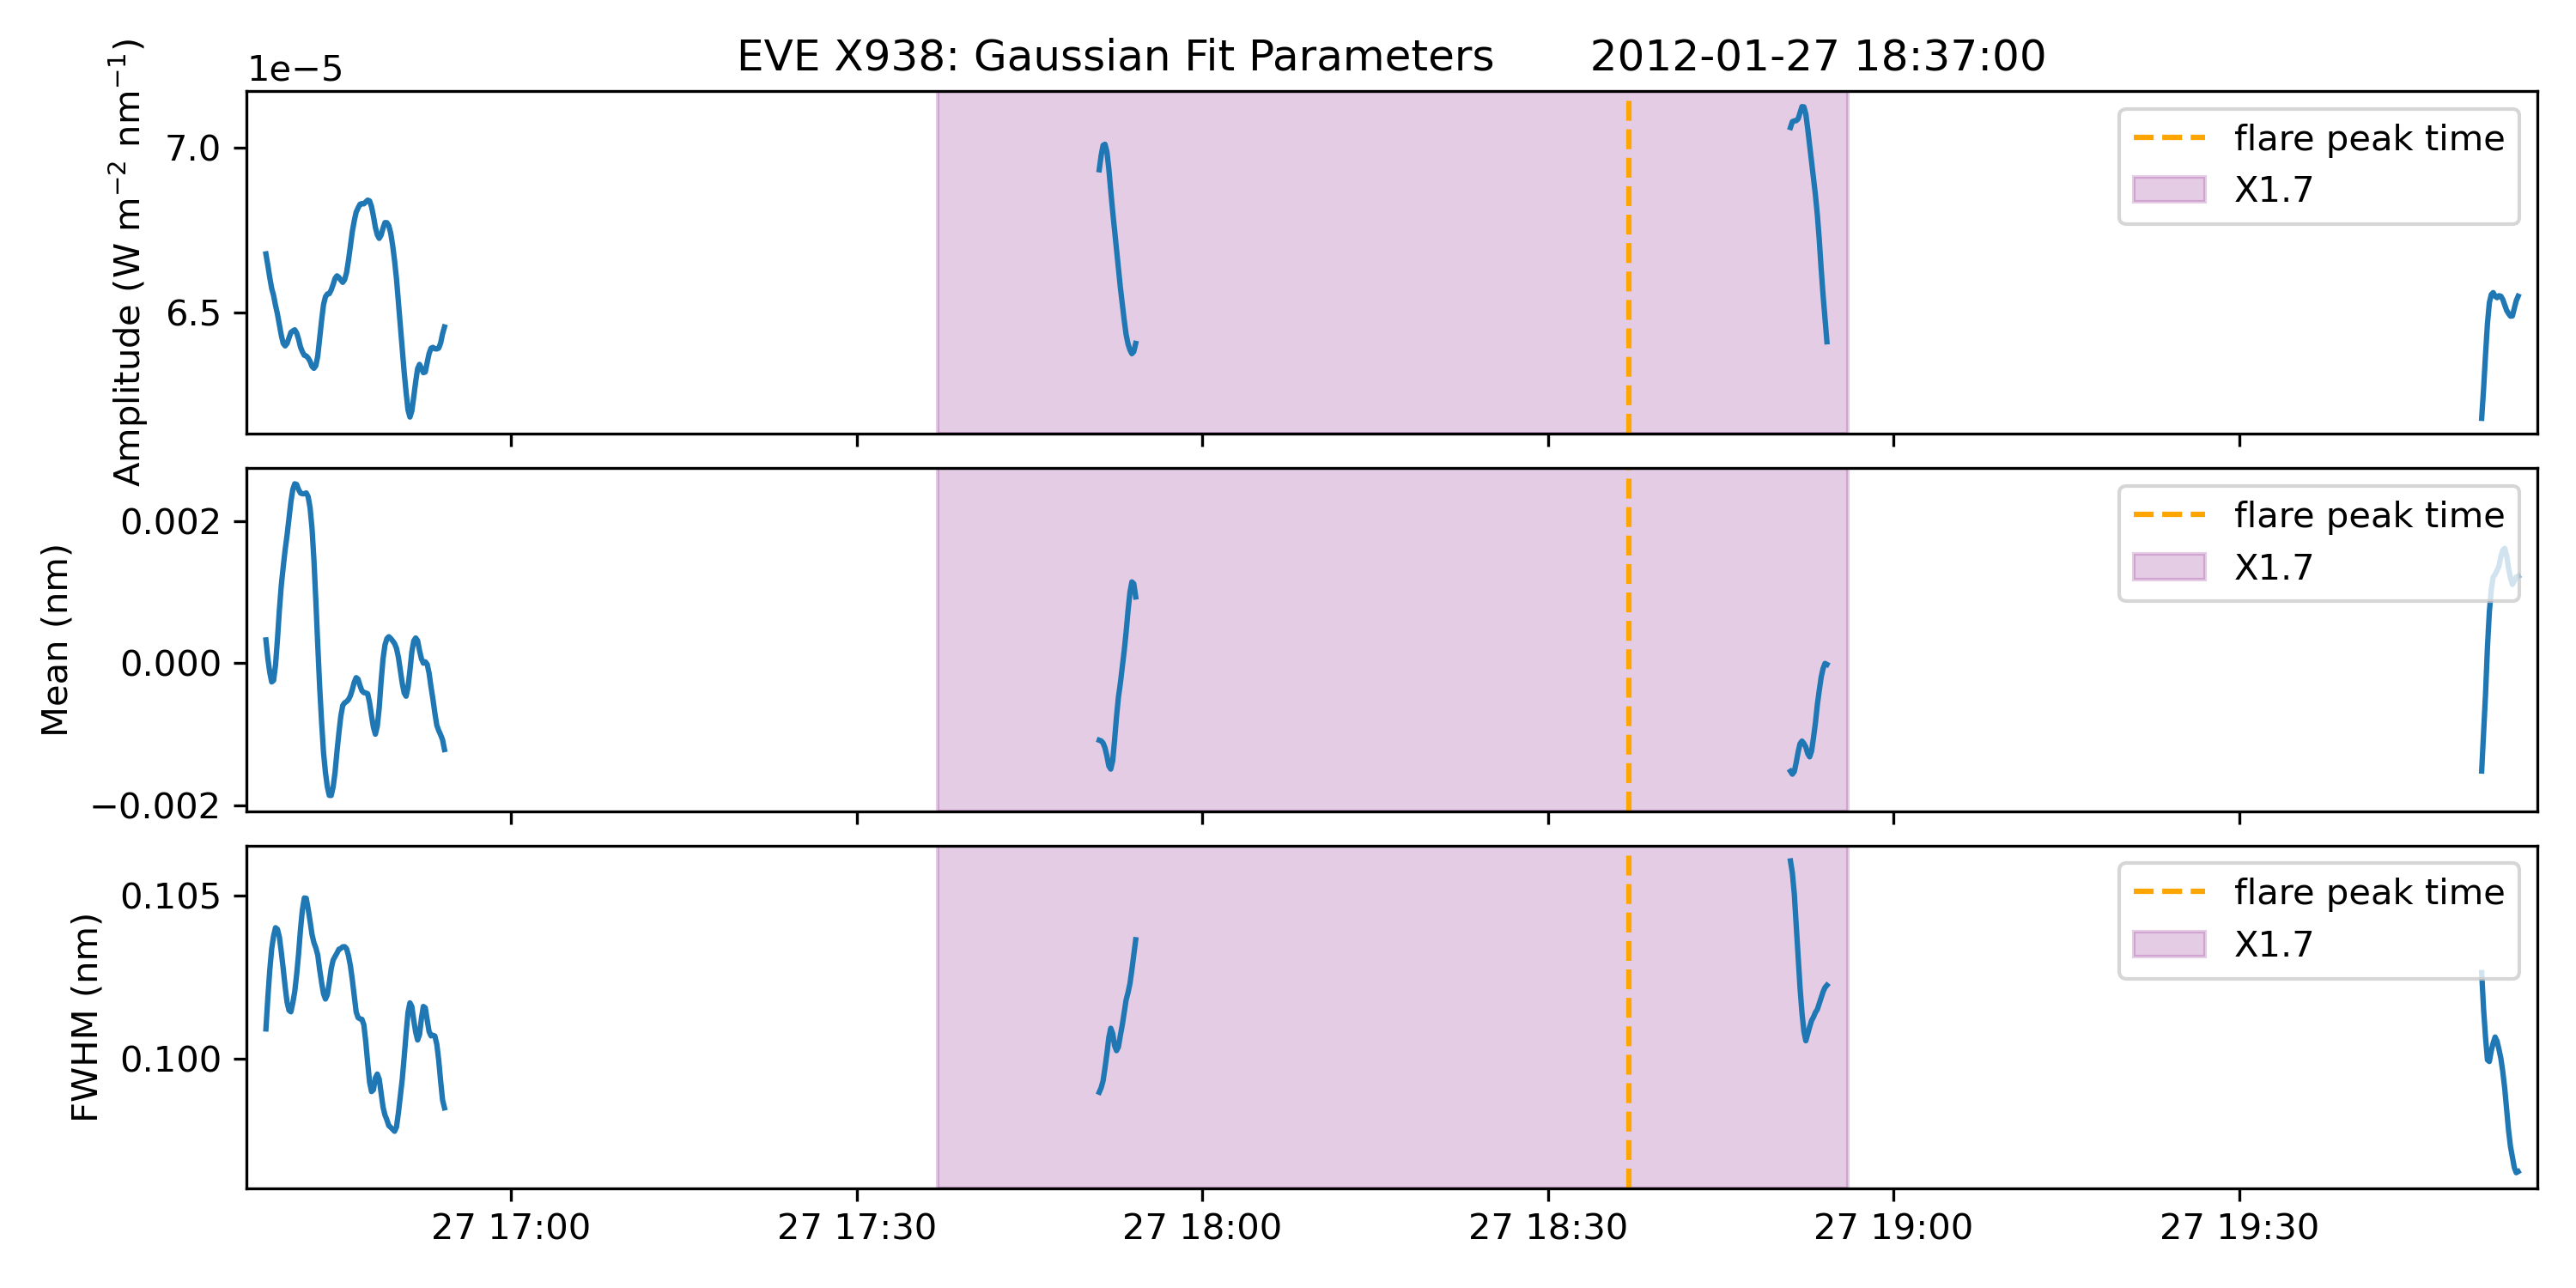 EVE X938: Gaussian Fit Parameters 2012-01-27 18:37:00
1e−5
Amplitude (W m⁻² nm⁻¹)
7.0
6.5
flare peak time
X1.7
Mean (nm)
0.002
0.000
−0.002
flare peak time
X1.7
FWHM (nm)
0.105
0.100
flare peak time
X1.7
27 17:00
27 17:30
27 18:00
27 18:30
27 19:00
27 19:30